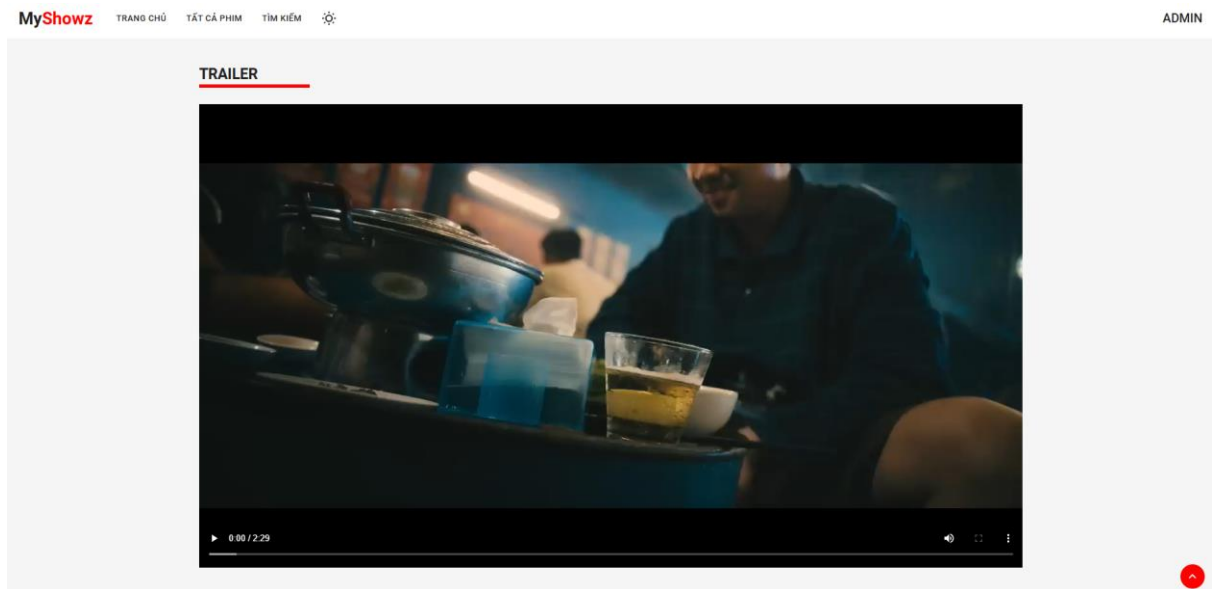 MyShowz TRANG CHỦ TẤT CẢ PHIM TÌM KIẾM ADMIN
TRAILER
0:00 / 2:29